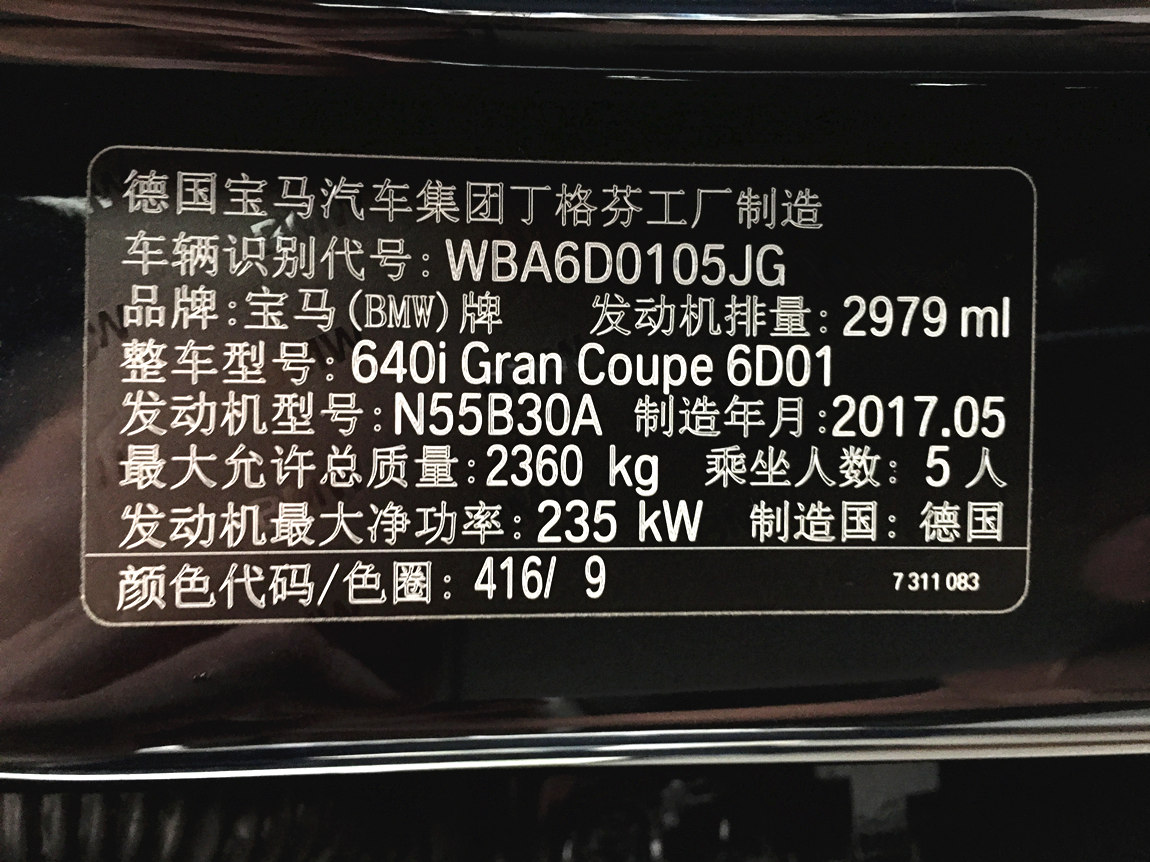 德国宝马汽车集团丁格芬工厂制造
车辆识别代号:WBA6D0105JG
品牌:宝马(BMW)牌 发动机排量:2979 ml
整车型号:640i Gran Coupe 6D01
发动机型号:N55B30A 制造年月:2017.05
最大允许总质量:2360 kg 乘坐人数: 5 人
发动机最大净功率:235 kW 制造国: 德国
颜色代码/色圈: 416/ 9 7 311 083